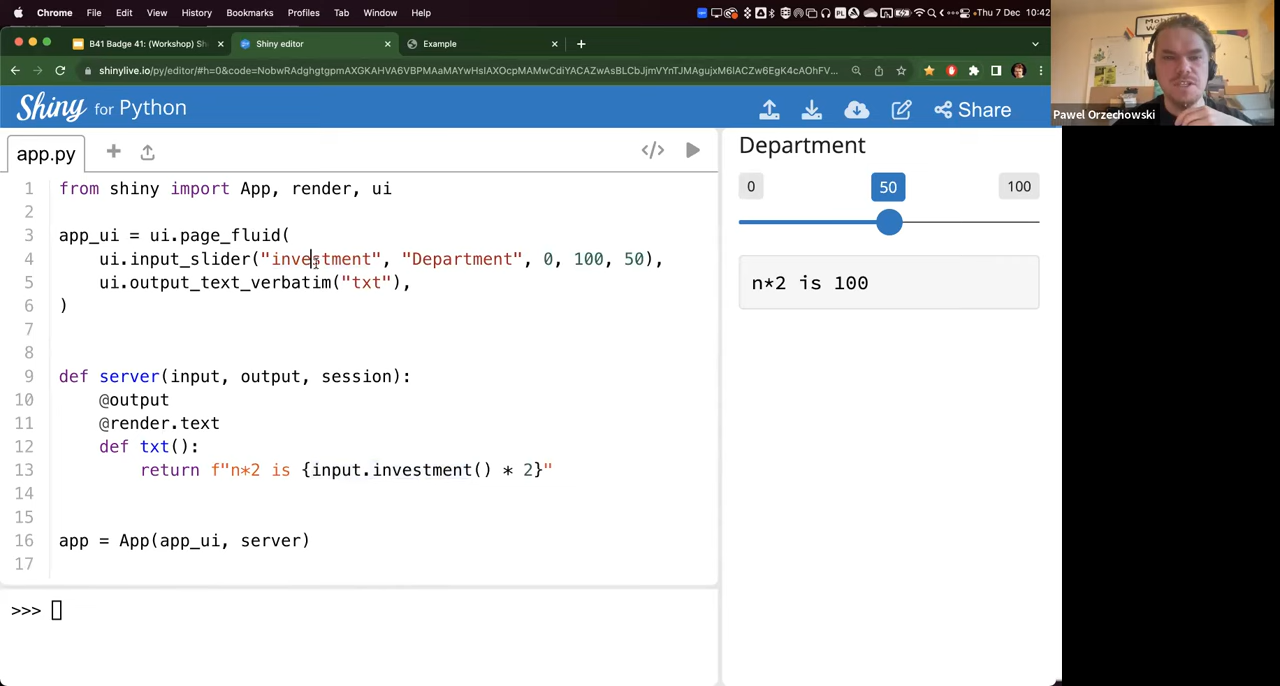 Chrome File Edit View History Bookmarks Profiles Tab Window Help Thu 7 Dec 10:42
B41 Badge 41: (Workshop) Sh Shiny editor Example
shinylive.io/py/editor/#h=0&code=NobwRAdghgtgpmAXGKAHVA6VBPMAaMAYwHsIAXOcpMAMwCdiYACAZwAsBLCbJjmVYnTJMAgujxM6lACZw6EgK4cAOhFV...
Shiny for Python
Share
app.py
1 from shiny import App, render, ui
2
3 app_ui = ui.page_fluid(
4 ui.input_slider("investment", "Department", 0, 100, 50),
5 ui.output_text_verbatim("txt"),
6 )
7
8
9 def server(input, output, session):
10 @output
11 @render.text
12 def txt():
13 return f"n*2 is {input.investment() * 2}"
14
15
16 app = App(app_ui, server)
17
>>>
Department
0 50 100
n*2 is 100
Pawel Orzechowski